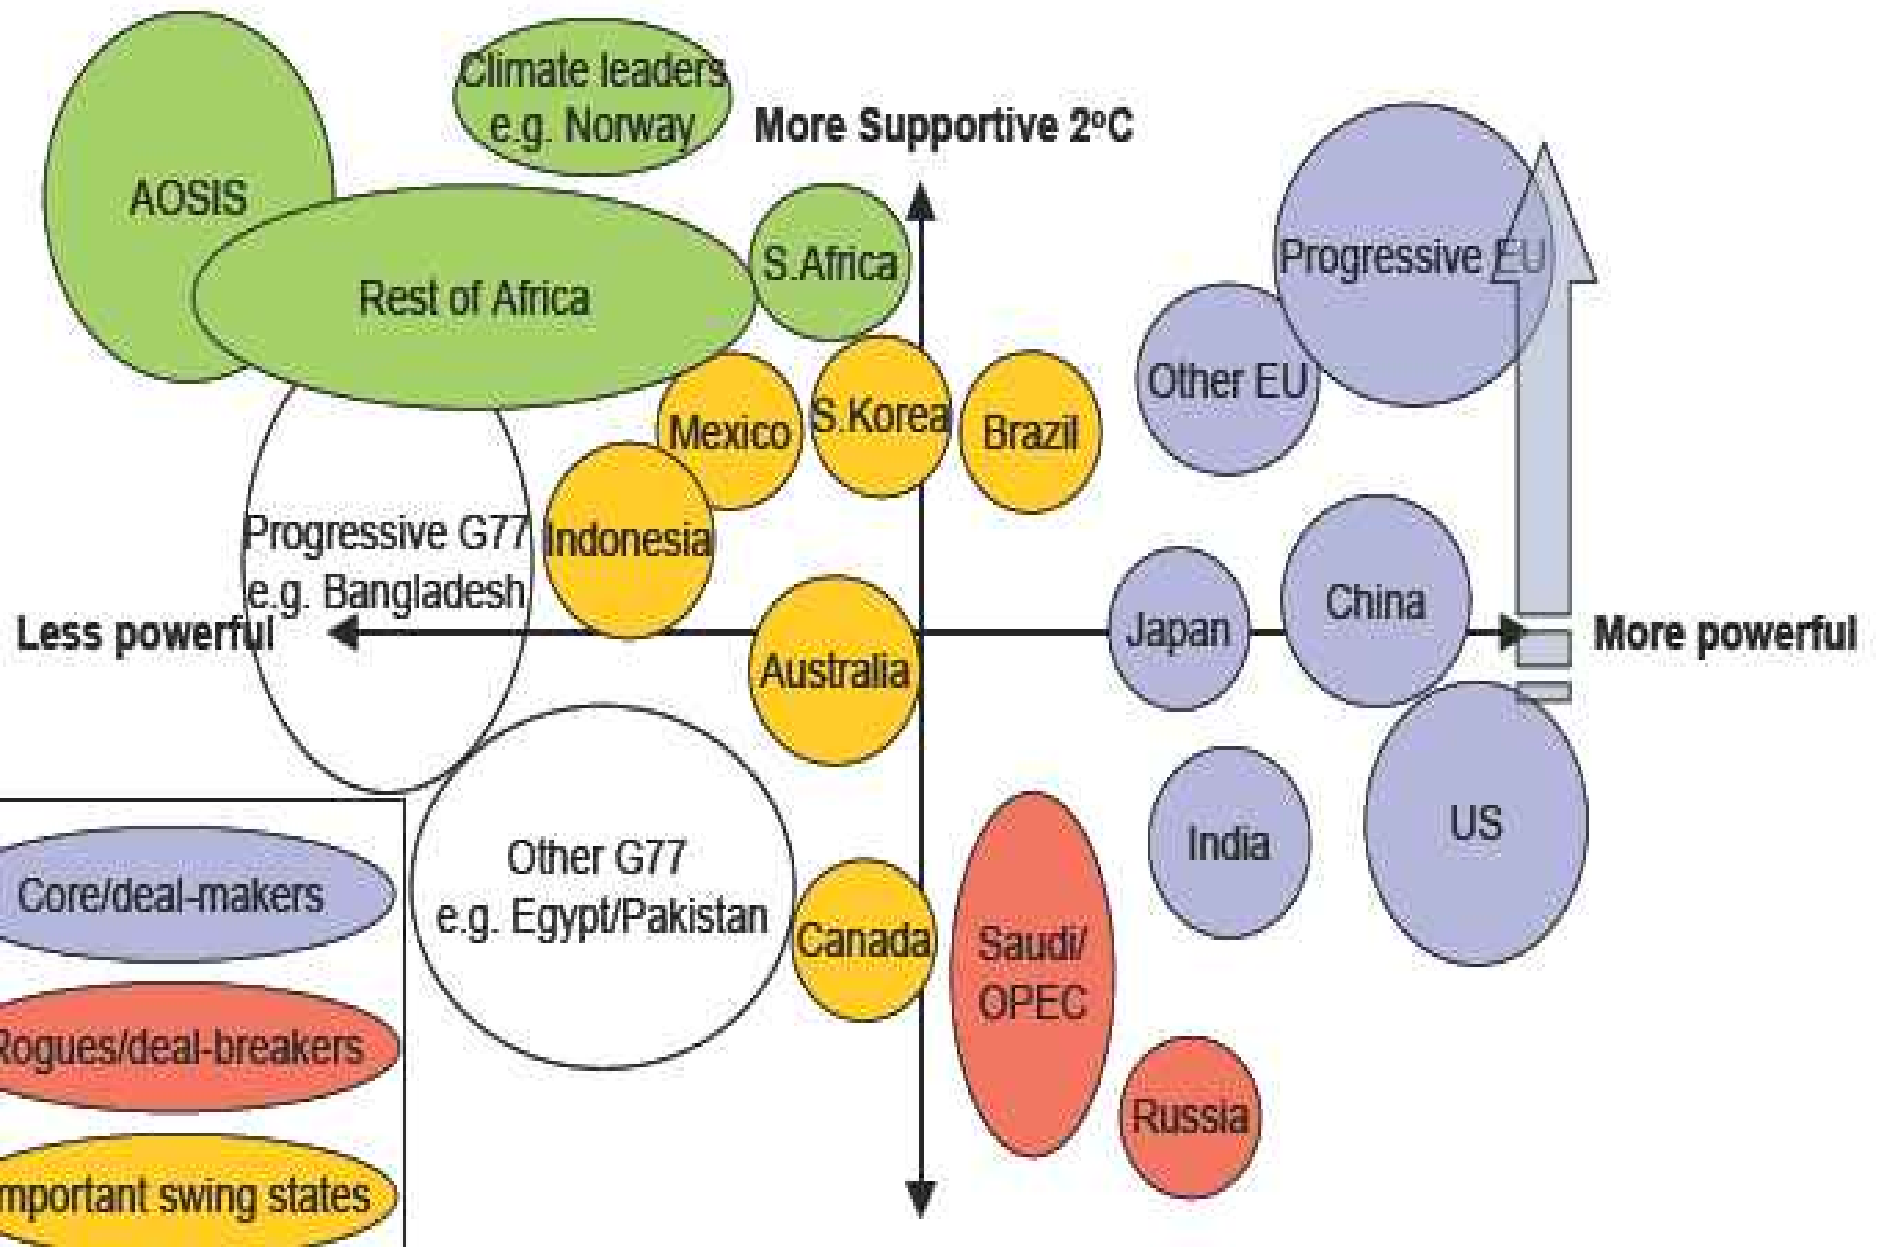 Climate leaders
e.g. Norway
More Supportive 2ºC
AOSIS
Rest of Africa
S.Africa
Progressive EU
Other EU
Mexico
S.Korea
Brazil
Progressive G77
e.g. Bangladesh
Indonesia
China
Less powerful
Japan
More powerful
Australia
Other G77
e.g. Egypt/Pakistan
India
US
Core/deal-makers
Canada
Saudi/
OPEC
Rogues/deal-breakers
Russia
mportant swing states